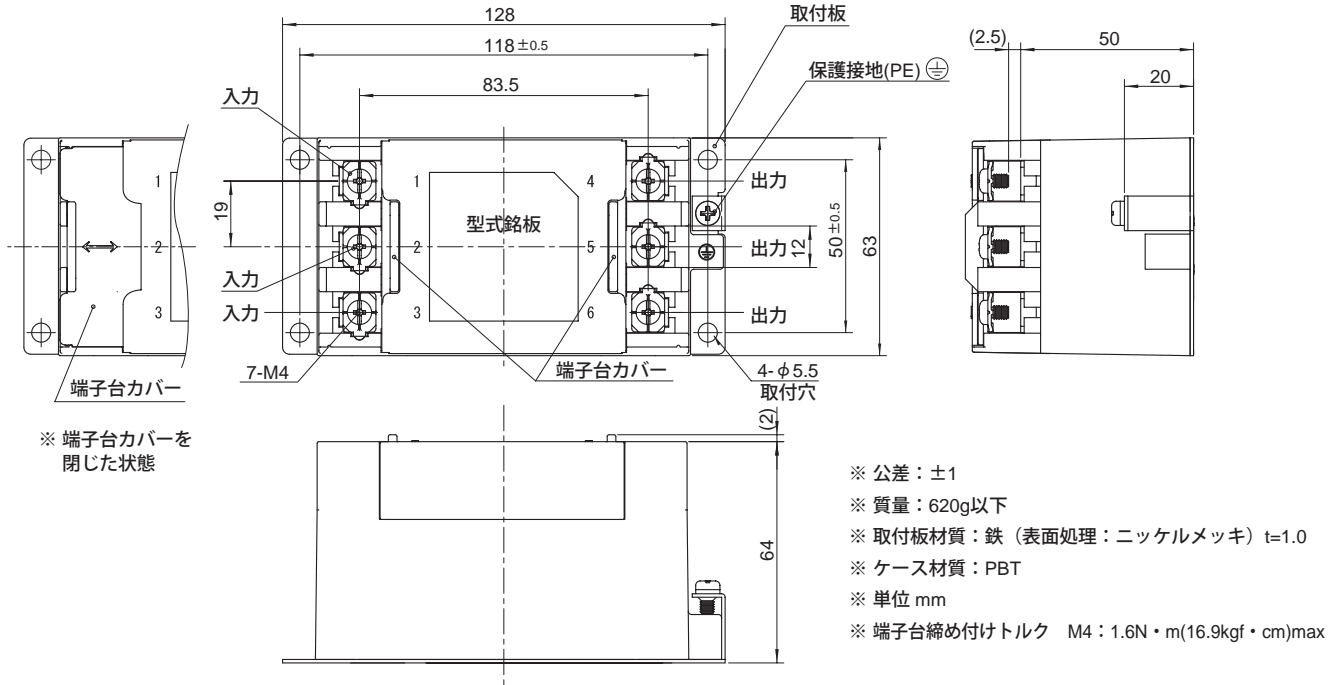 128
取付板
118±0.5
(2.5)
50
保護接地(PE)
83.5
20
入力
1
4
出力
19
型式銘板
2
2
5
出力
12
50±0.5
63
入力
3
入力
3
6
出力
端子台カバー
7-M4
端子台カバー
4-φ5.5
取付穴
※ 端子台カバーを
閉じた状態
(2)
64
※ 公差：±1
※ 質量：620g以下
※ 取付板材質：鉄（表面処理：ニッケルメッキ）t=1.0
※ ケース材質：PBT
※ 単位 mm
※ 端子台締め付けトルク　M4：1.6N・m(16.9kgf・cm)max
1